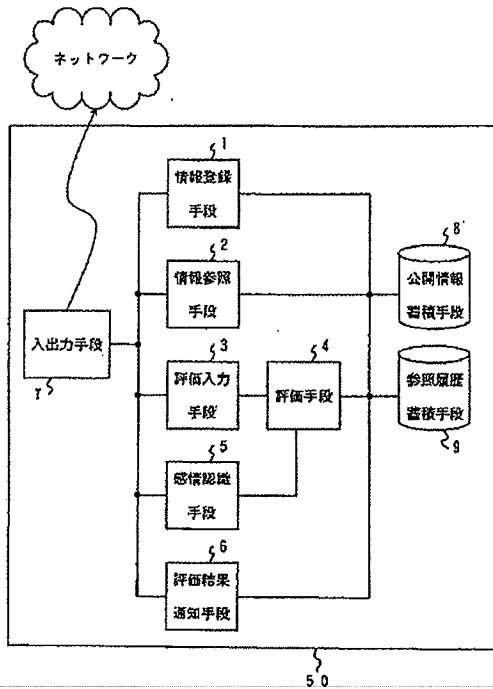 ネットワーク
1
情報登録
手段
2
情報参照
手段
8
公開情報
蓄積手段
入出力手段
7
3
評価入力
手段
4
評価手段
参照履歴
蓄積手段
9
5
感情認識
手段
6
評価結果
通知手段
50